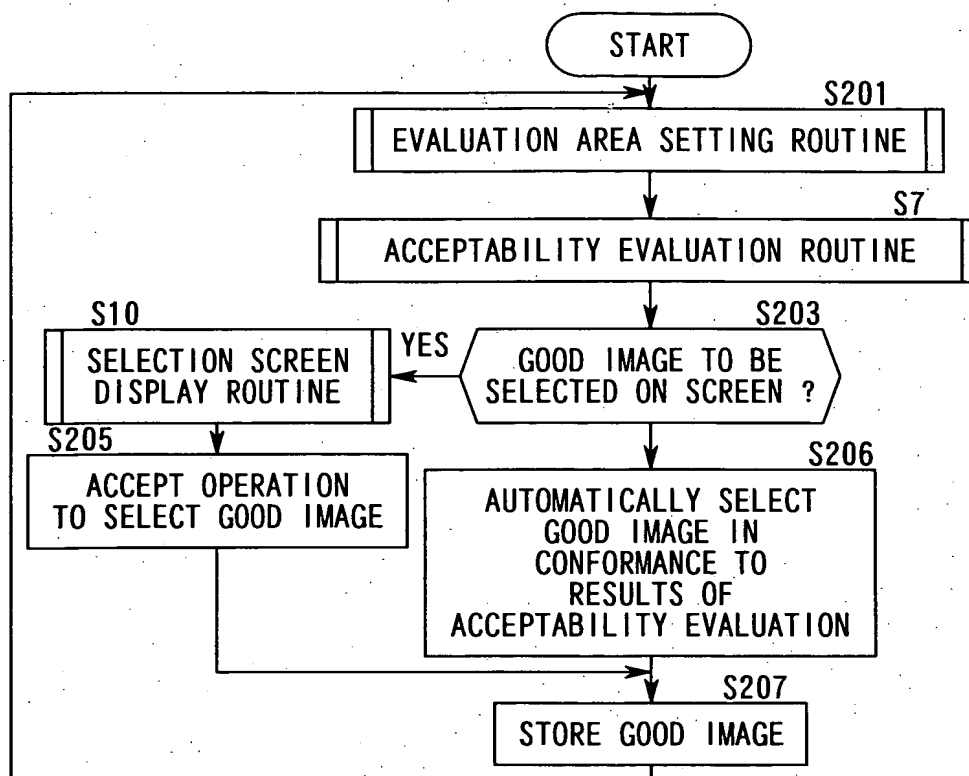 START
S201
EVALUATION AREA SETTING ROUTINE
S7
ACCEPTABILITY EVALUATION ROUTINE
S10
S203
YES
SELECTION SCREEN
DISPLAY ROUTINE
GOOD IMAGE TO BE
SELECTED ON SCREEN ?
S205
S206
ACCEPT OPERATION
TO SELECT GOOD IMAGE
AUTOMATICALLY SELECT
GOOD IMAGE IN
CONFORMANCE TO
RESULTS OF
ACCEPTABILITY EVALUATION
S207
STORE GOOD IMAGE